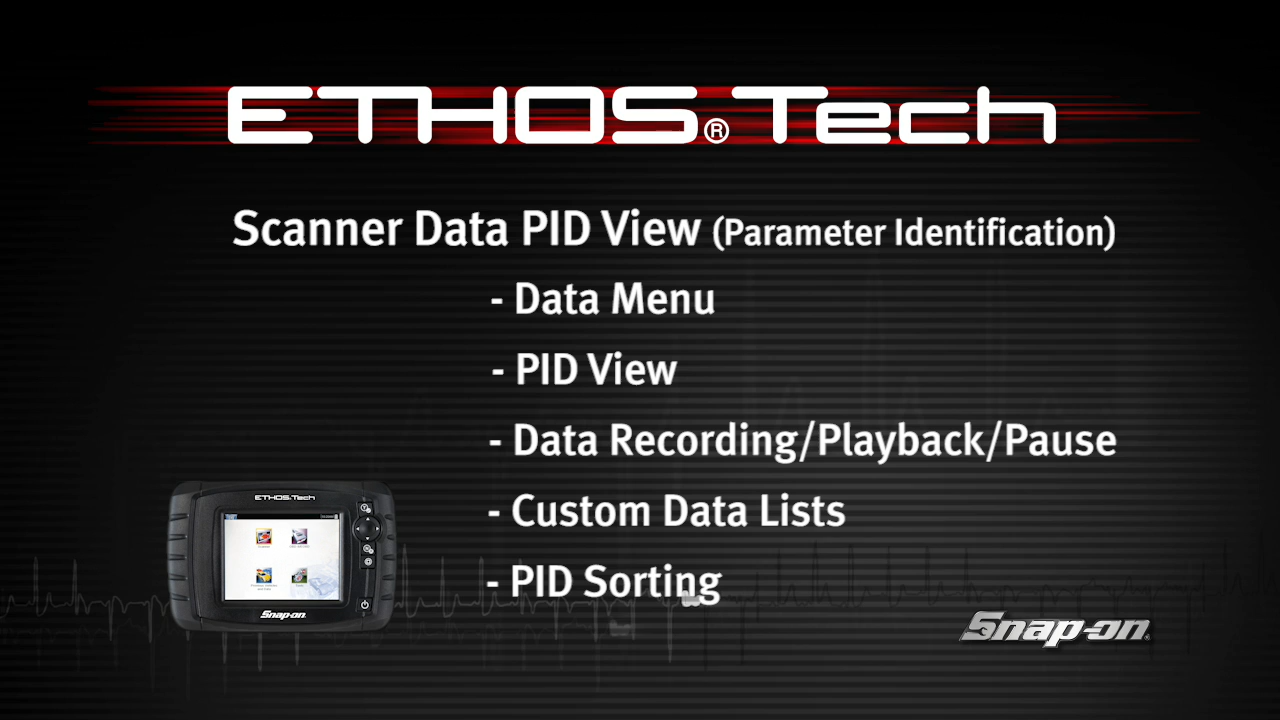 ETHOS® Tech
Scanner Data PID View (Parameter Identification)
- Data Menu
- PID View
- Data Recording/Playback/Pause
- Custom Data Lists
- PID Sorting
ETHOS® Tech
Snap-on
Snap-on®